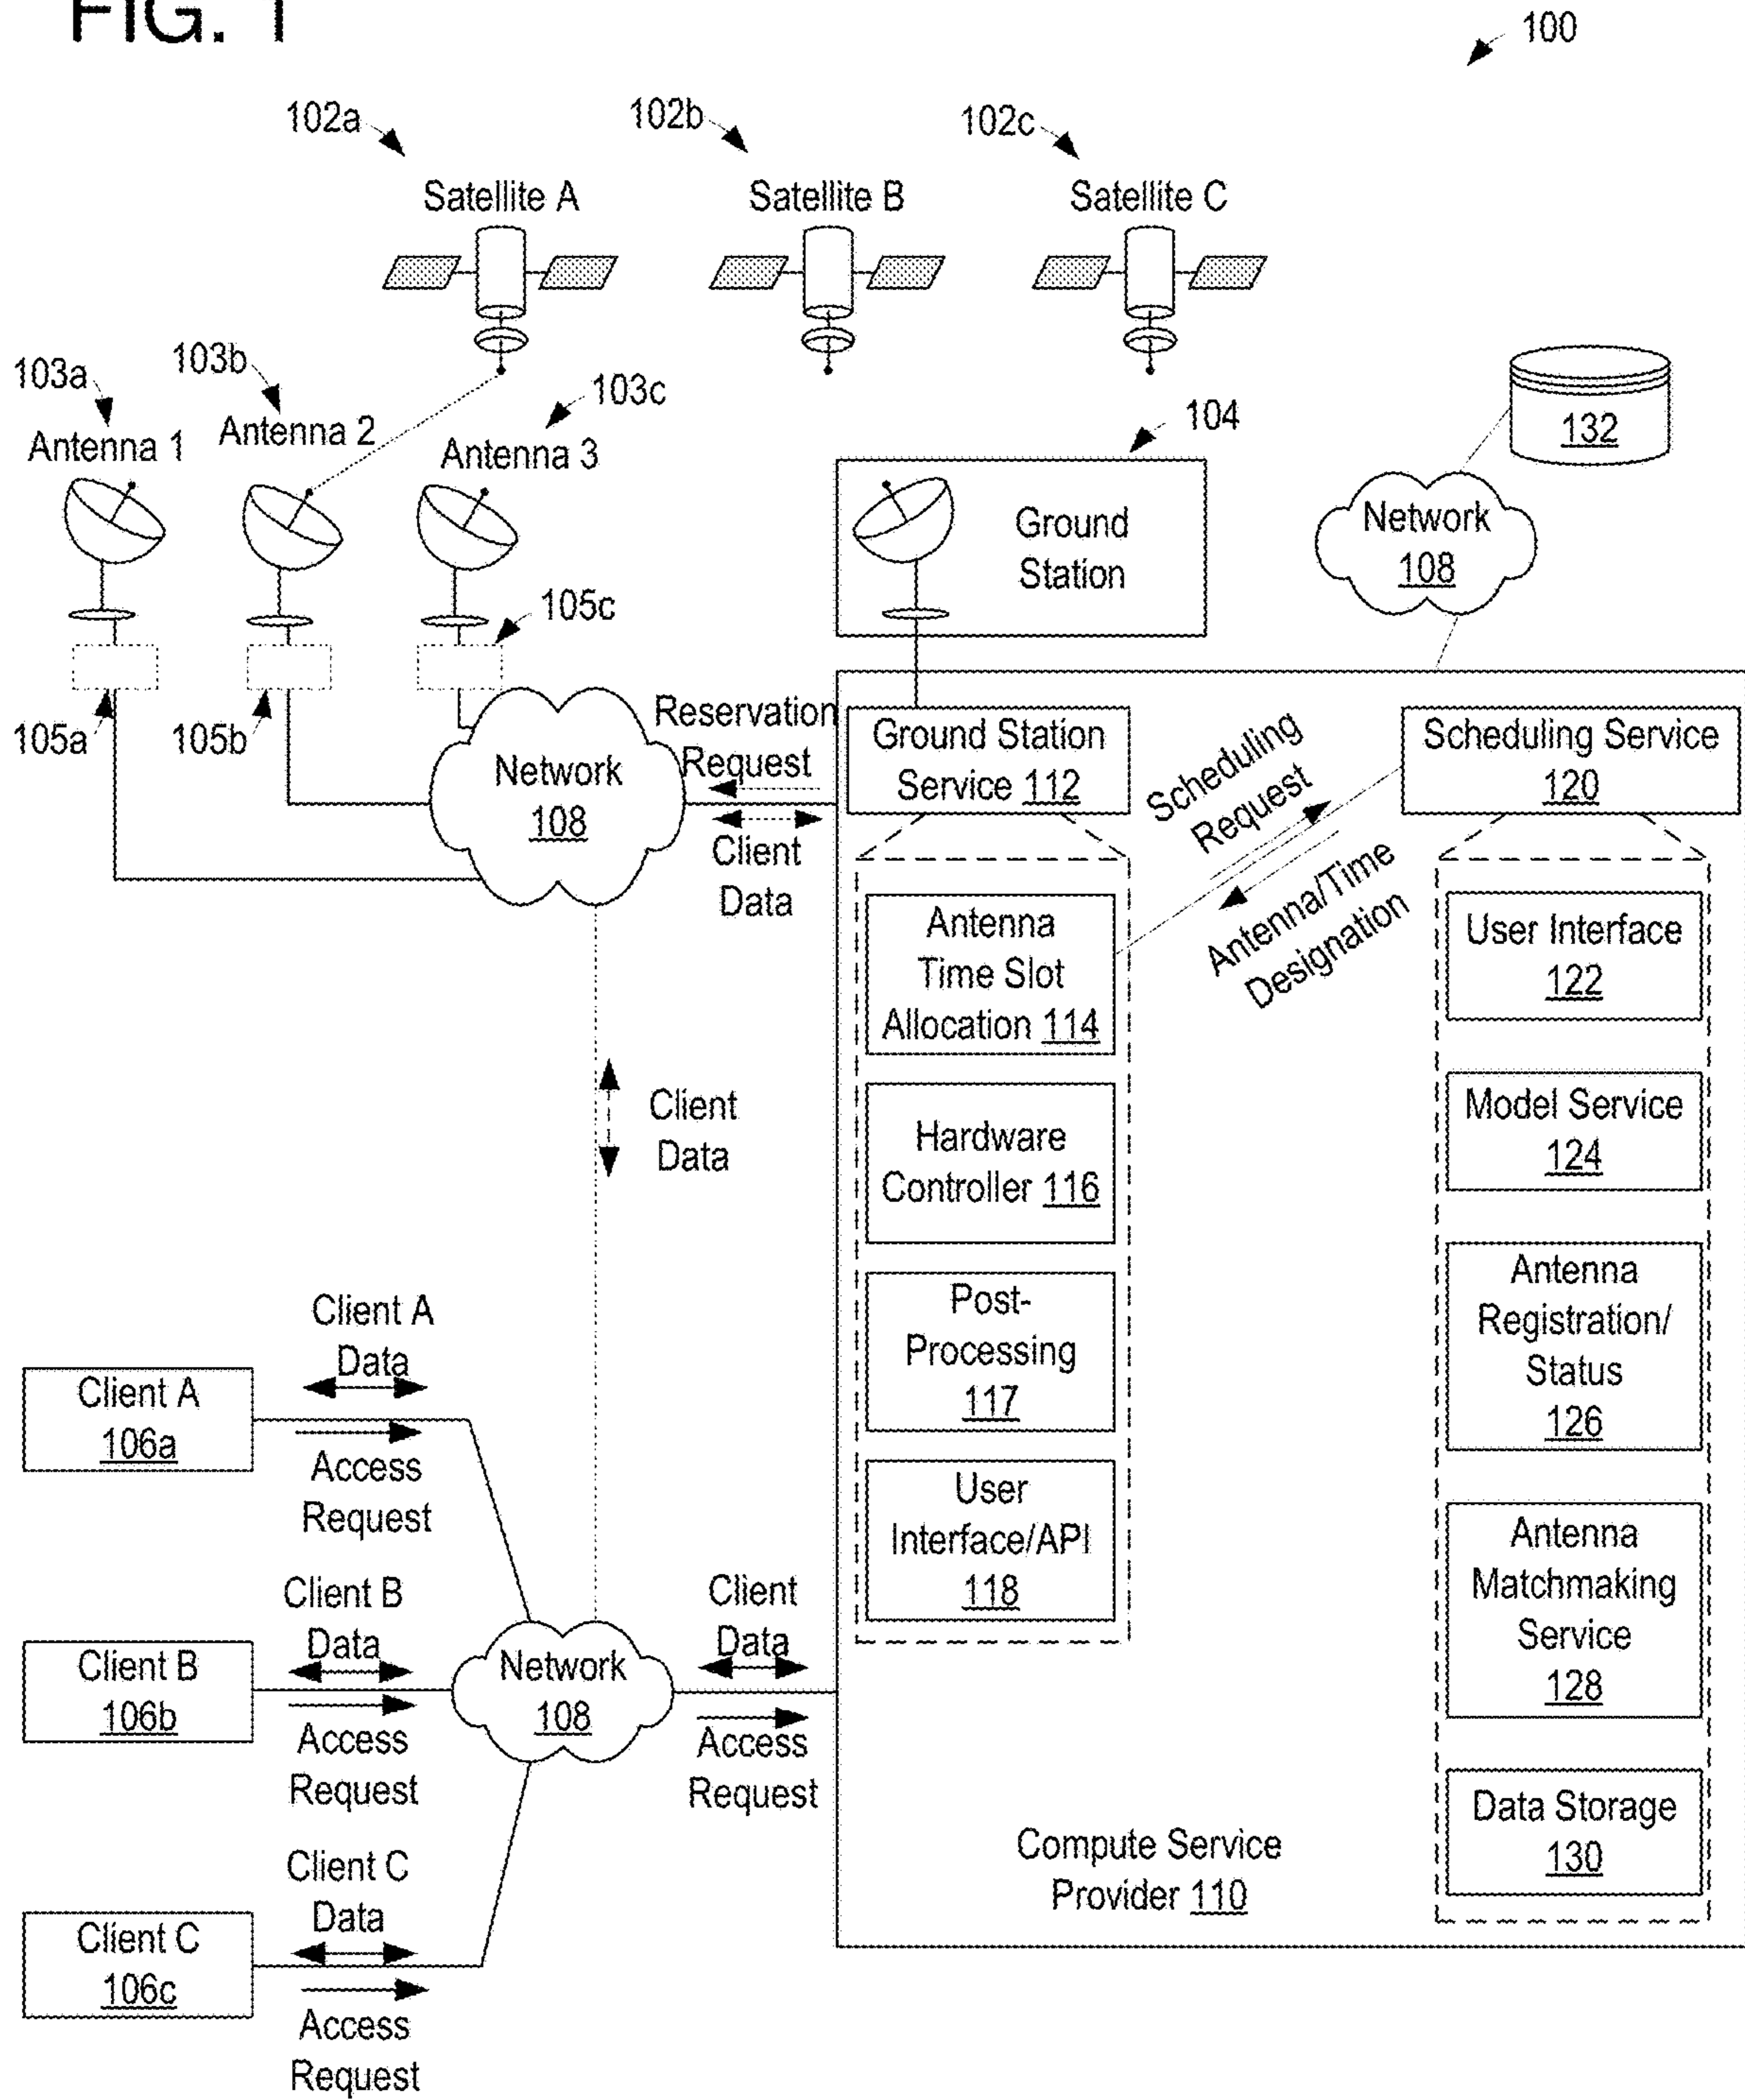 FIG. 1
100
102a
102b
102c
Satellite A
Satellite B
Satellite C
103a
103b
103c
Antenna 1
Antenna 2
Antenna 3
104
132
Ground
Station
Network
108
105c
105a
105b
Network
108
Reservation
Request
Client
Data
Ground Station
Service 112
Scheduling
Request
Antenna/Time
Designation
Scheduling Service
120
Antenna
Time Slot
Allocation 114
Hardware
Controller 116
Post-
Processing
117
User
Interface/API
118
User Interface
122
Model Service
124
Antenna
Registration/
Status
126
Antenna
Matchmaking
Service
128
Data Storage
130
Client
Data
Client A
106a
Client A
Data
Access
Request
Client B
106b
Client B
Data
Access
Request
Network
108
Client
Data
Access
Request
Client C
106c
Client C
Data
Access
Request
Compute Service
Provider 110